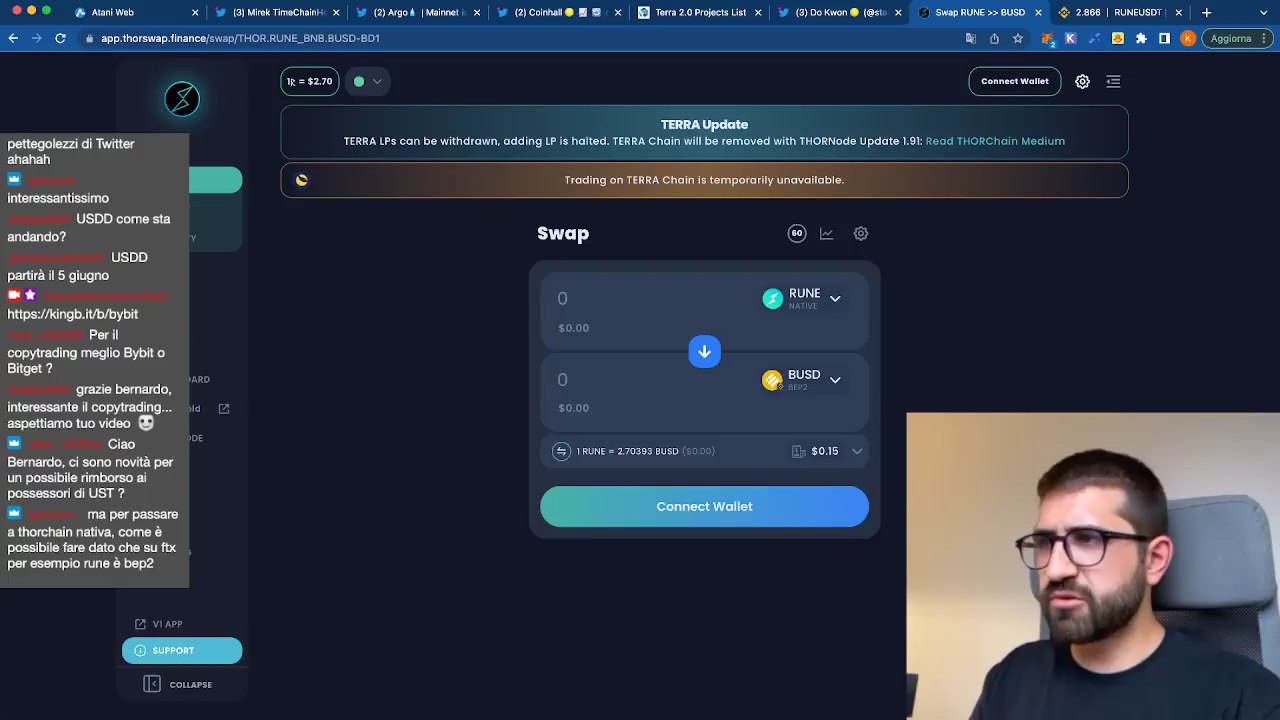 Atani Web
(3) Mirek TimeChainH
(2) Argo Mainnet is
(2) Coinhall
Terra 2.0 Projects List
(3) Do Kwon (@sta
Swap RUNE >> BUSD
2.866 | RUNEUSDT |
app.thorswap.finance/swap/THOR.RUNE_BNB.BUSD-BD1
2
K
K
Aggiorna
1ᚱ = $2.70
Connect Wallet
TERRA Update
TERRA LPs can be withdrawn, adding LP is halted. TERRA Chain will be removed with THORNode Update 1.91: Read THORChain Medium
Trading on TERRA Chain is temporarily unavailable.
pettegolezzi di Twitter
ahahah
interessantissimo
USDD come sta
andando?
USDD
partirà il 5 giugno
https://kingb.it/b/bybit
Per il
copytrading meglio Bybit o
Bitget ?
grazie bernardo,
interessante il copytrading...
aspettiamo tuo video
Ciao
Bernardo, ci sono novità per
un possibile rimborso ai
possessori di UST ?
ma per passare
a thorchain nativa, come è
possibile fare dato che su ftx
per esempio rune è bep2
V1 APP
SUPPORT
COLLAPSE
Swap
60
0
RUNE
NATIVE
$0.00
0
BUSD
BEP2
$0.00
1 RUNE = 2.70393 BUSD ($0.00)
$0.15
Connect Wallet